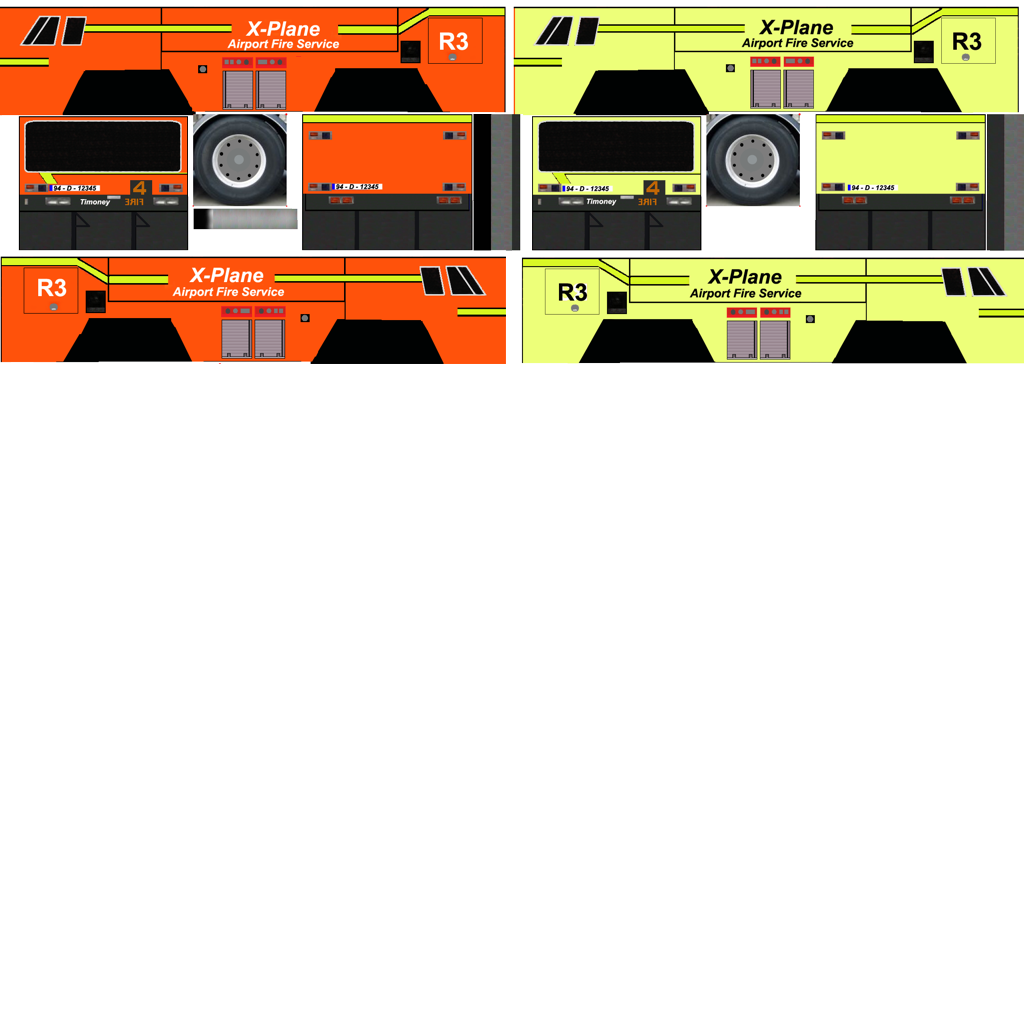 X-Plane
Airport Fire Service
R3
X-Plane
Airport Fire Service
R3
94 - D - 12345
4
Timoney
FIRE
94 - D - 12345
94 - D - 12345
4
Timoney
FIRE
94 - D - 12345
R3
X-Plane
Airport Fire Service
R3
X-Plane
Airport Fire Service